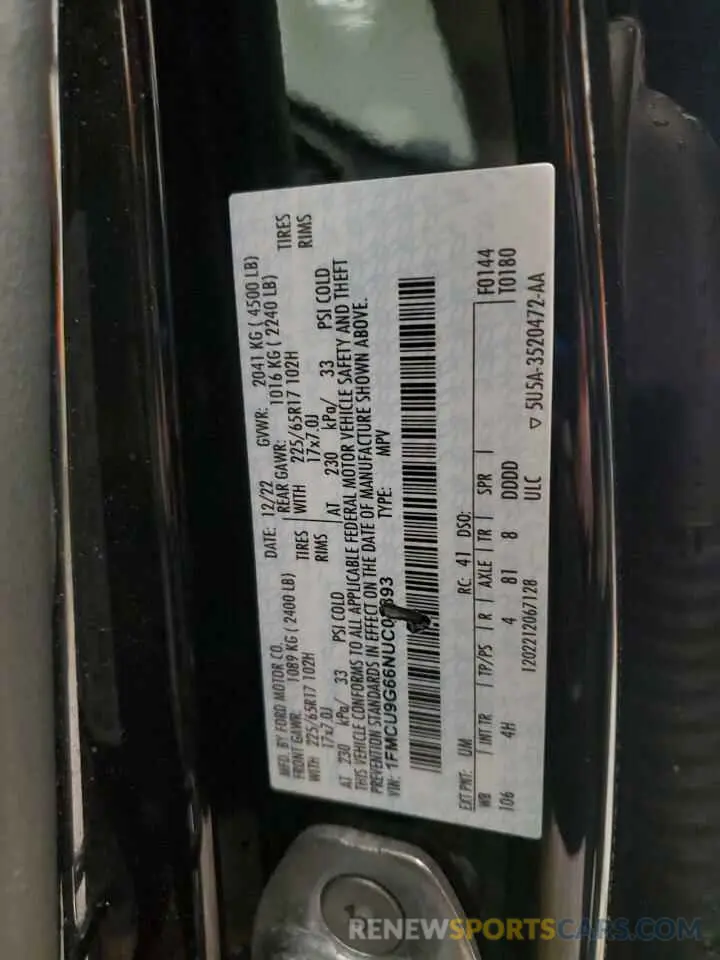 MFD. BY FORD MOTOR CO. DATE: 12/22 GVWR: 2041 KG ( 4500 LB)
FRONT GAWR: 1089 KG ( 2400 LB) REAR GAWR: 1016 KG ( 2240 LB)
WITH 225/65R17 102H TIRES WITH 225/65R17 102H TIRES
17x7.0J RIMS 17x7.0J RIMS
AT 230 kPa/ 33 PSI COLD AT 230 kPa/ 33 PSI COLD
THIS VEHICLE CONFORMS TO ALL APPLICABLE FEDERAL MOTOR VEHICLE SAFETY AND THEFT
PREVENTION STANDARDS IN EFFECT ON THE DATE OF MANUFACTURE SHOWN ABOVE.
VIN: TYPE: MPV
EXT PNT: UM RC: 41 DSO: F0144
WB INT TR TP/PS R AXLE TR SPR T0180
106 4H 4 81 8 DDDD
1202212067128 ULC ▽ 5U5A-3520472-AA
RENEWSPORTSCARS.COM